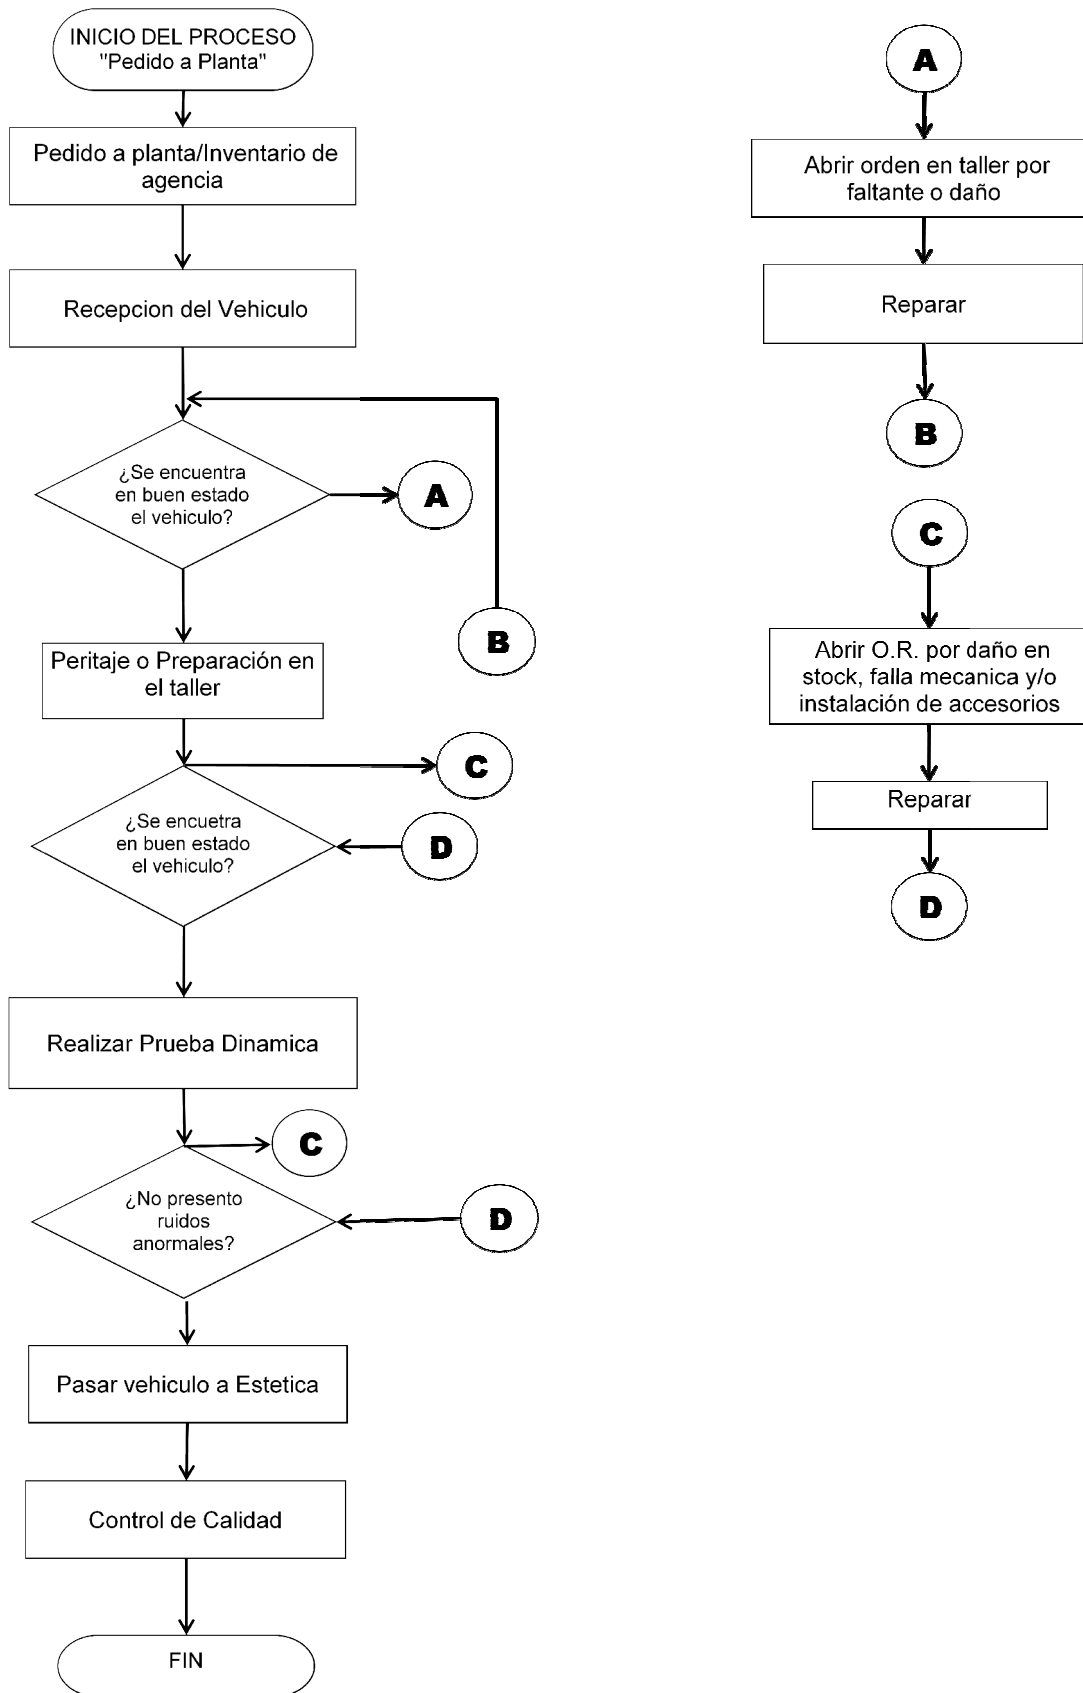 INICIO DEL PROCESO
"Pedido a Planta"
Pedido a planta/Inventario de
agencia
Recepcion del Vehiculo
¿Se encuentra
en buen estado
el vehiculo?
A
B
Peritaje o Preparación en
el taller
C
¿Se encuetra
en buen estado
el vehiculo?
D
Realizar Prueba Dinamica
C
¿No presento
ruidos
anormales?
D
Pasar vehiculo a Estetica
Control de Calidad
FIN
A
Abrir orden en taller por
faltante o daño
Reparar
B
C
Abrir O.R. por daño en
stock, falla mecanica y/o
instalación de accesorios
Reparar
D